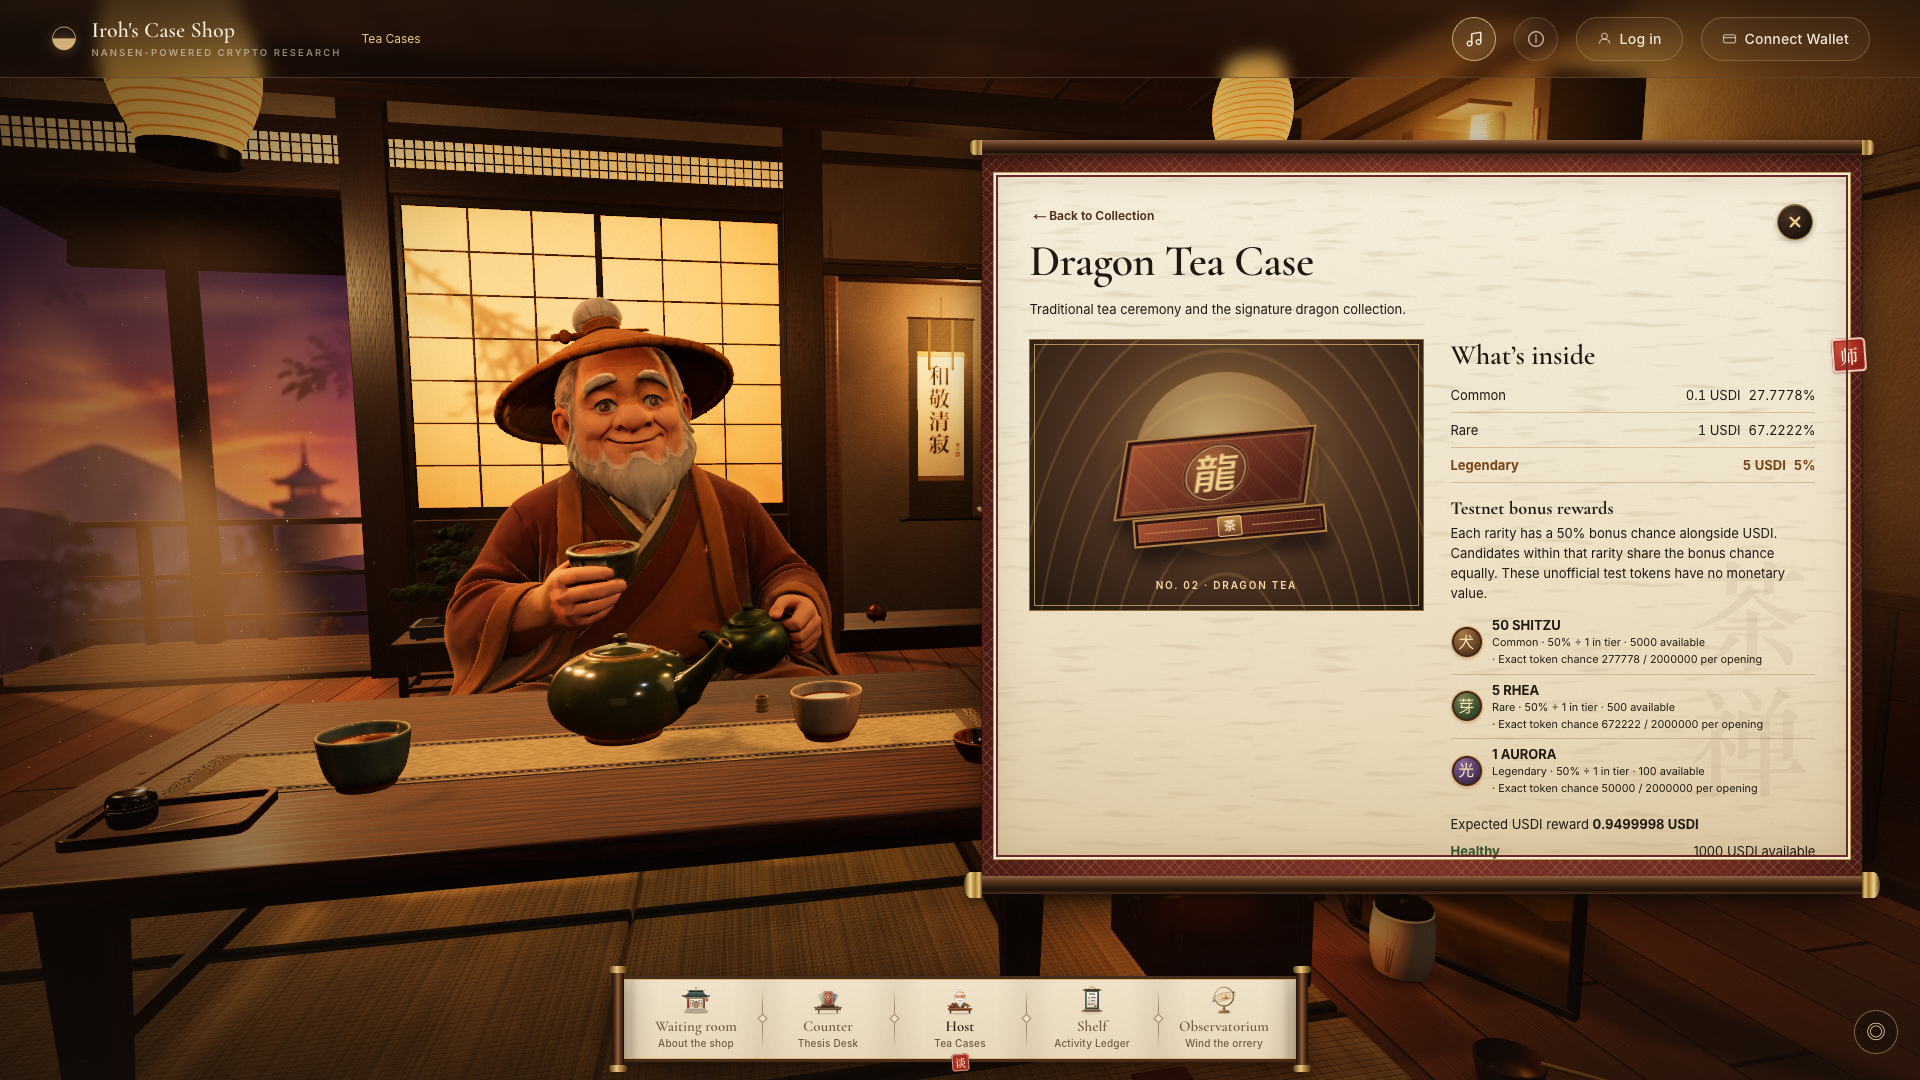 Iroh's Case Shop
NANSEN-POWERED CRYPTO RESEARCH
Tea Cases
Log in
Connect Wallet
和敬清寂
← Back to Collection
Dragon Tea Case
Traditional tea ceremony and the signature dragon collection.
龍
茶
NO. 02 · DRAGON TEA
What's inside
Common 0.1 USDI 27.7778%
Rare 1 USDI 67.2222%
Legendary 5 USDI 5%
师
Testnet bonus rewards
Each rarity has a 50% bonus chance alongside USDI.
Candidates within that rarity share the bonus chance
equally. These unofficial test tokens have no monetary
value.
犬
50 SHITZU
Common · 50% ÷ 1 in tier · 5000 available
· Exact token chance 277778 / 2000000 per opening
芽
5 RHEA
Rare · 50% ÷ 1 in tier · 500 available
· Exact token chance 672222 / 2000000 per opening
光
1 AURORA
Legendary · 50% ÷ 1 in tier · 100 available
· Exact token chance 50000 / 2000000 per opening
茶禅
Expected USDI reward 0.9499998 USDI
Healthy 1000 USDI available
Waiting room
About the shop
Counter
Thesis Desk
Host
Tea Cases
谈
Shelf
Activity Ledger
Observatorium
Wind the orrery